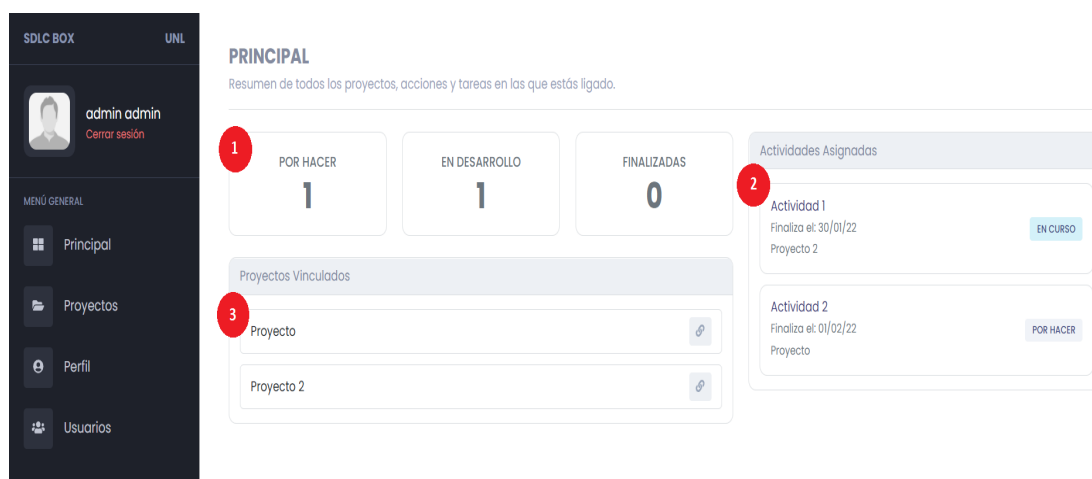 SDLC BOX UNL
admin admin
Cerrar sesión
MENÚ GENERAL
Principal
Proyectos
Perfil
Usuarios
PRINCIPAL
Resumen de todos los proyectos, acciones y tareas en las que estás ligado.
1
POR HACER
1
EN DESARROLLO
1
FINALIZADAS
0
3
Proyectos Vinculados
Proyecto
Proyecto 2
Actividades Asignadas
2
Actividad 1
Finaliza el: 30/01/22
Proyecto 2
EN CURSO
Actividad 2
Finaliza el: 01/02/22
Proyecto
POR HACER